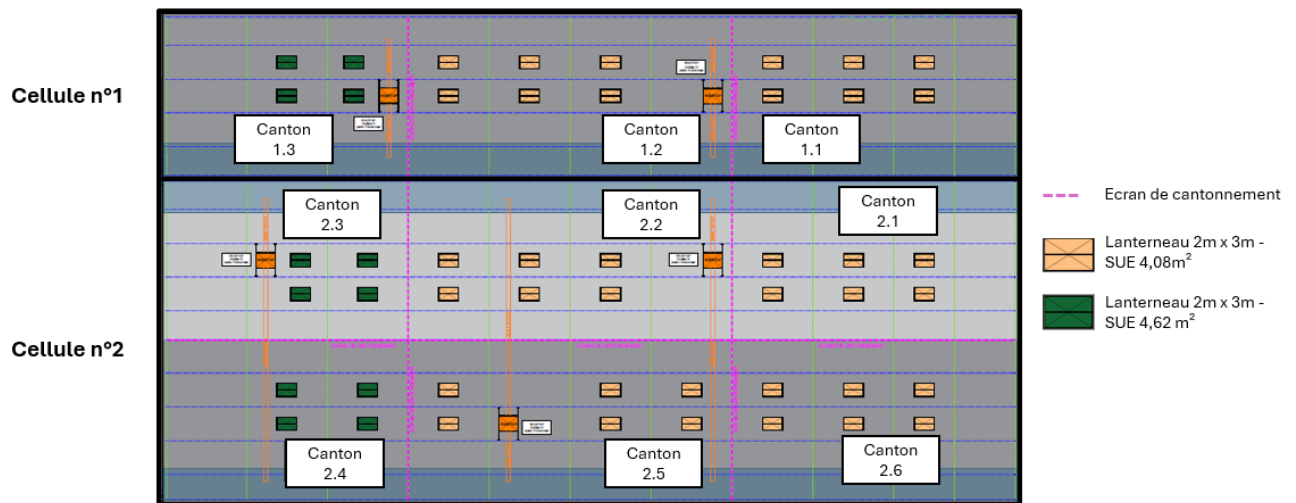 Cellule n°1
Canton
1.3
Canton
1.2
Canton
1.1
Canton
2.3
Canton
2.2
Canton
2.1
Cellule n°2
Canton
2.4
Canton
2.5
Canton
2.6
Ecran de cantonnement
Lanterneau 2m x 3m -
SUE 4,08m²
Lanterneau 2m x 3m -
SUE 4,62 m²